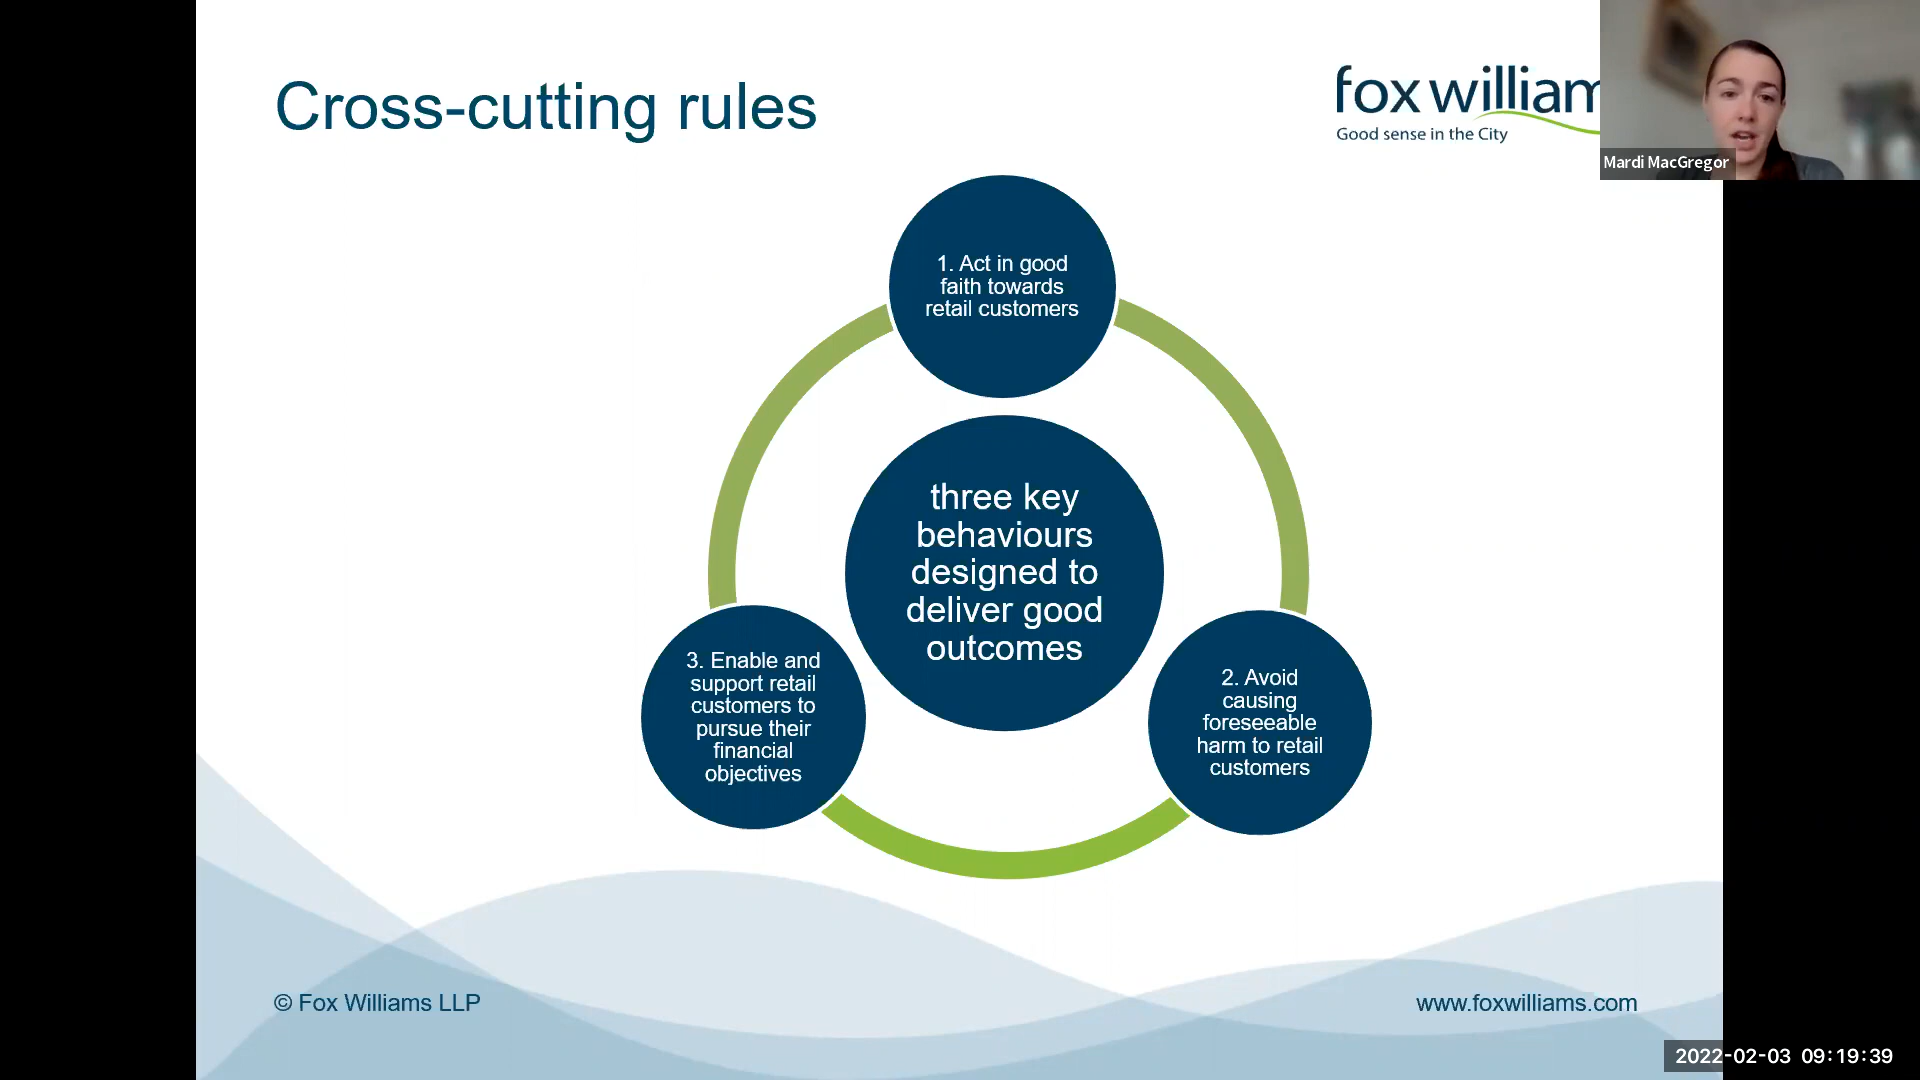 Cross-cutting rules
fox william
Good sense in the City
Mardi MacGregor
1. Act in good
faith towards
retail customers
three key
behaviours
designed to
deliver good
outcomes
3. Enable and
support retail
customers to
pursue their
financial
objectives
2. Avoid
causing
foreseeable
harm to retail
customers
© Fox Williams LLP
www.foxwilliams.com
2022-02-03 09:19:39